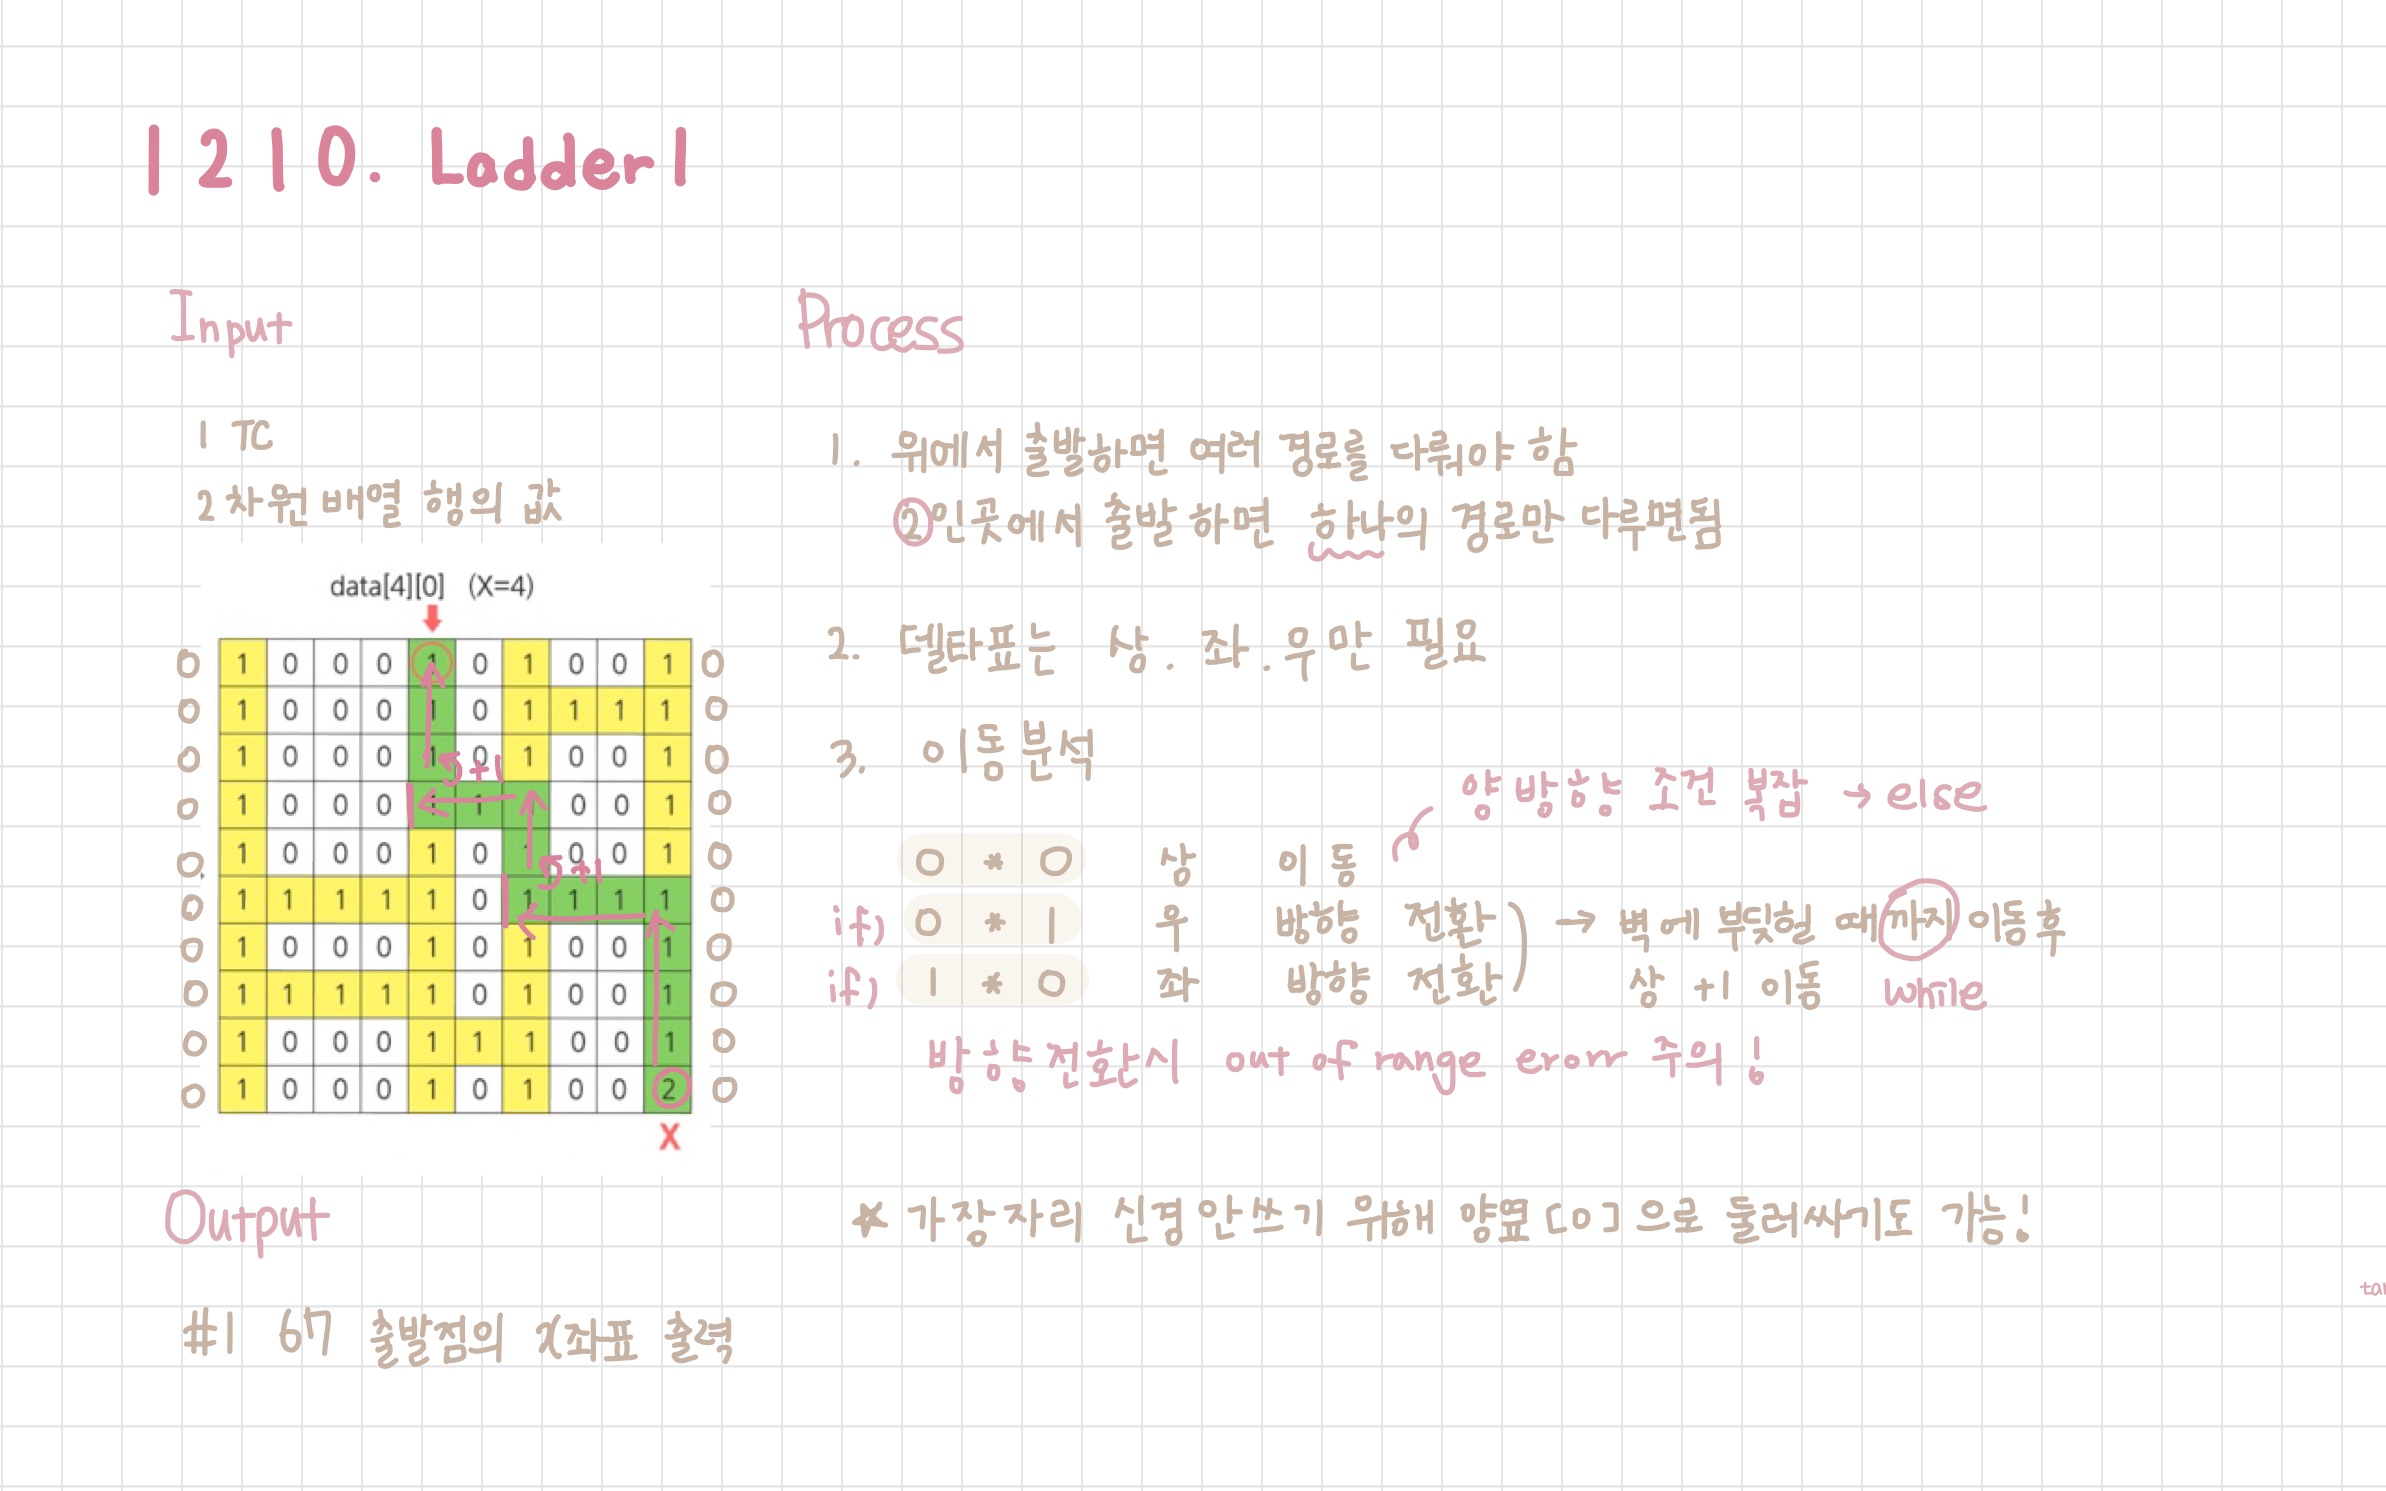 1210. Ladder1
Input
1 TC
2차원 배열 행의 값
data[4][0] (X=4)
0 1 0 0 0 1 0 1 0 0 1 0
0 1 0 0 0 1 0 1 1 1 1 0
0 1 0 0 0 1 0 1 0 0 1 0
상+1
0 1 0 0 0 1 1 0 0 1 0
0 1 0 0 0 1 0 1 0 0 1 0
상+1
0 1 1 1 1 1 0 1 1 1 1 0
0 1 0 0 0 1 0 1 0 0 1 0
0 1 1 1 1 1 0 1 0 0 1 0
0 1 0 0 0 1 1 1 0 0 1 0
0 1 0 0 0 1 0 1 0 0 2 0
X
Output
#1 67 출발점의 x좌표 출력
Process
1. 위에서 출발하면 여러 경로를 다뤄야 함
2인곳에서 출발하면 하나의 경로만 다루면됨
2. 델타표는 상.좌.우만 필요
3. 이동분석
양방향 조건 복잡 → else
0 * 0 상 이동
if) 0 * 1 우 방향 전환
if) 1 * 0 좌 방향 전환
→ 벽에 부딪힐 때까지 이동 후
상 +1 이동 while
방향전환시 out of range erorr 주의!
* 가장자리 신경안쓰기 위해 양옆 [0]으로 둘러싸기도 가능!